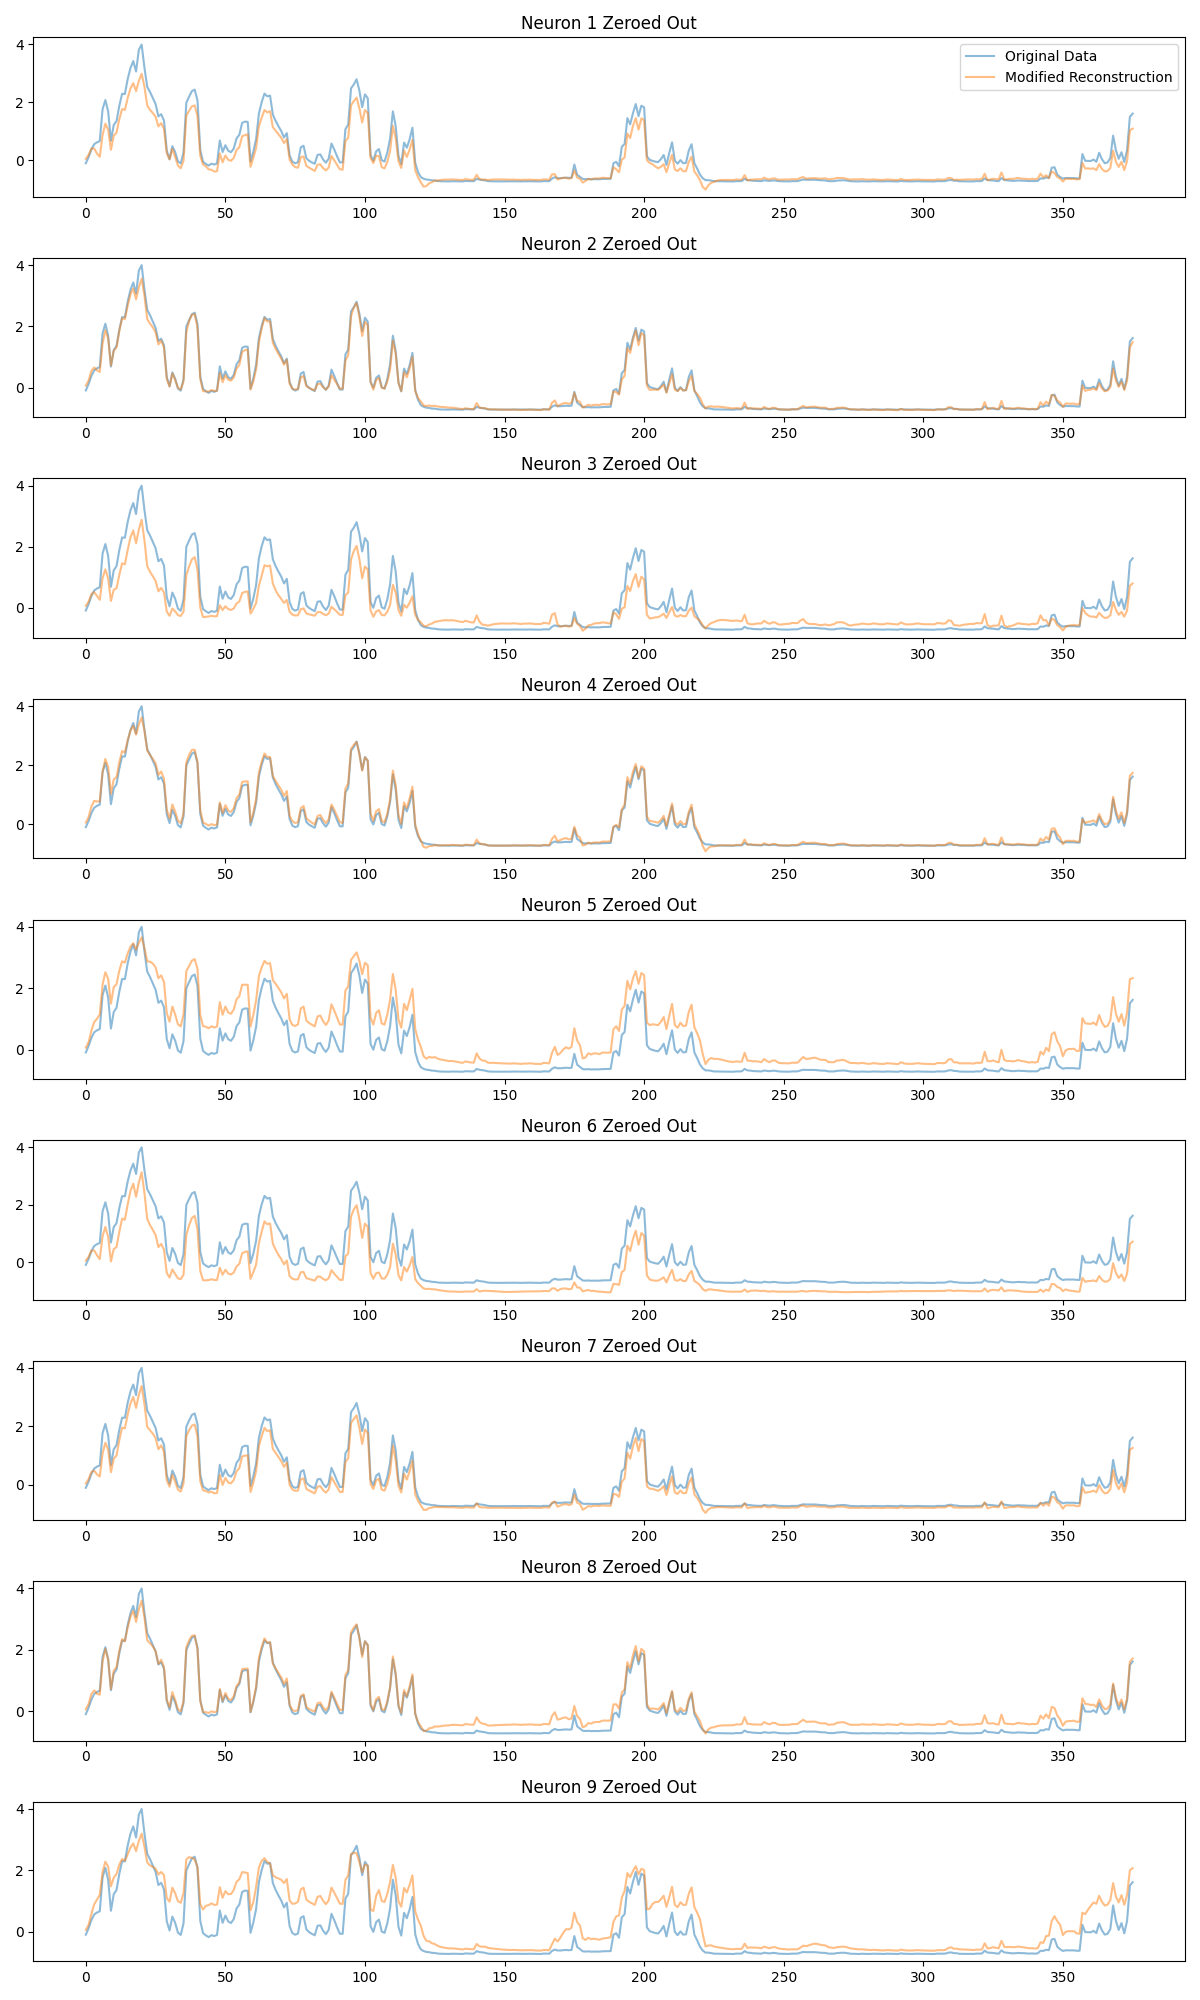 Neuron 1 Zeroed Out
Original Data
Modified Reconstruction
4
2
0
0 50 100 150 200 250 300 350
Neuron 2 Zeroed Out
4
2
0
0 50 100 150 200 250 300 350
Neuron 3 Zeroed Out
4
2
0
0 50 100 150 200 250 300 350
Neuron 4 Zeroed Out
4
2
0
0 50 100 150 200 250 300 350
Neuron 5 Zeroed Out
4
2
0
0 50 100 150 200 250 300 350
Neuron 6 Zeroed Out
4
2
0
0 50 100 150 200 250 300 350
Neuron 7 Zeroed Out
4
2
0
0 50 100 150 200 250 300 350
Neuron 8 Zeroed Out
4
2
0
0 50 100 150 200 250 300 350
Neuron 9 Zeroed Out
4
2
0
0 50 100 150 200 250 300 350